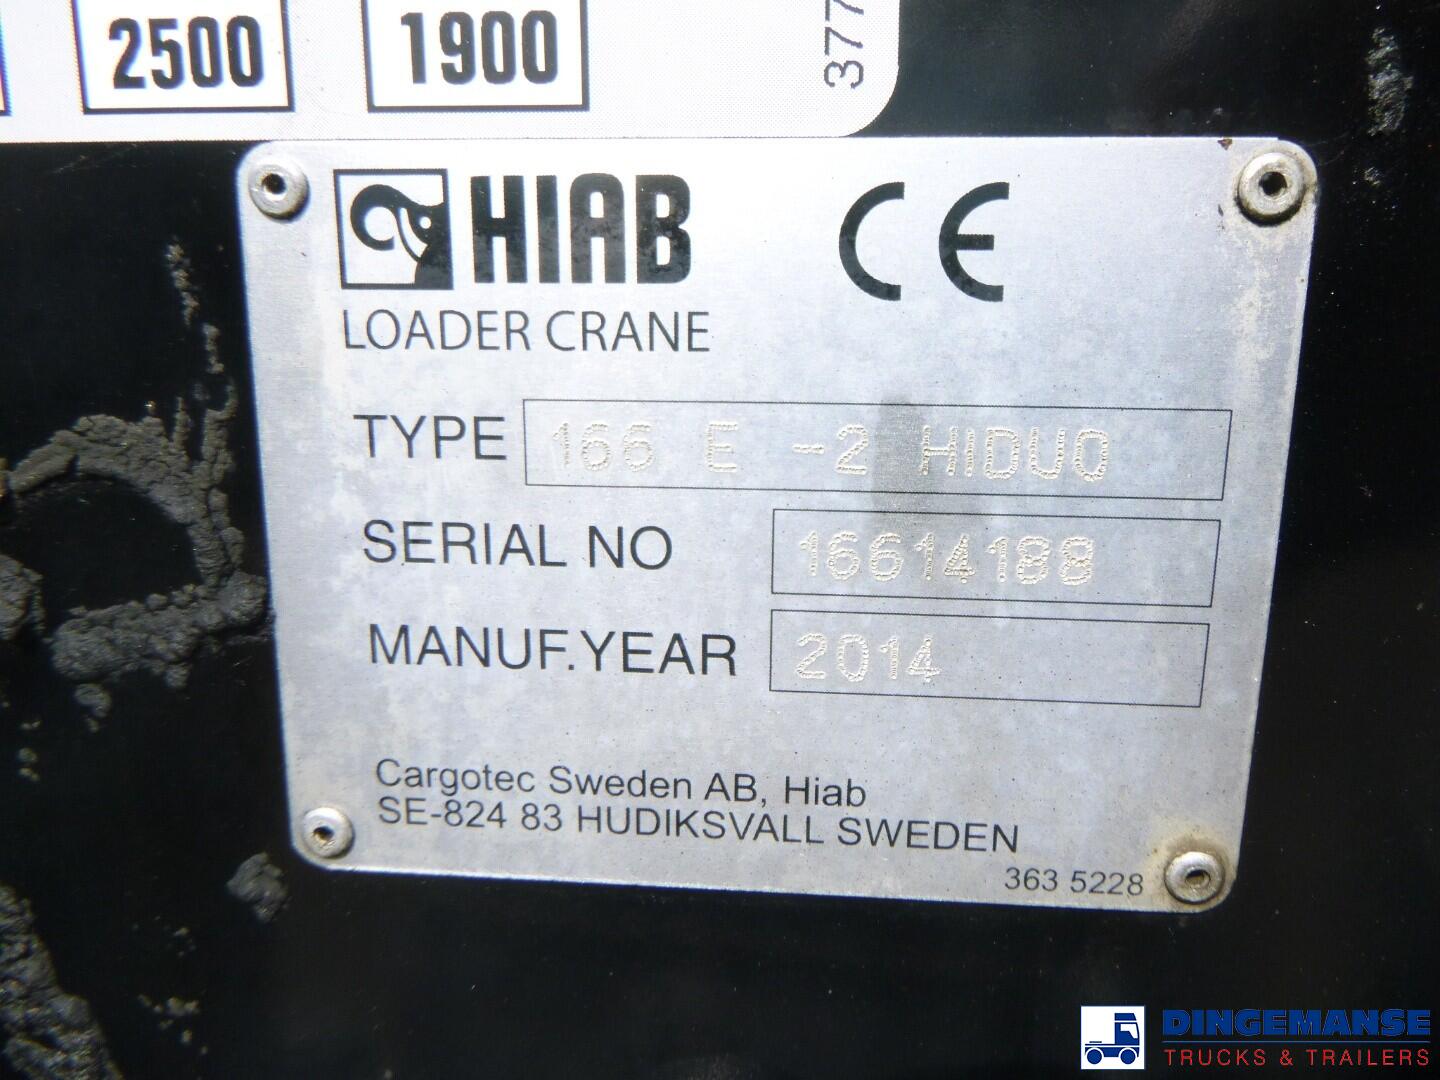 2500 1900
377
HIAB CE
LOADER CRANE
TYPE 166 E -2 HIDUO
SERIAL NO 16614188
MANUF.YEAR 2014
Cargotec Sweden AB, Hiab
SE-824 83 HUDIKSVALL SWEDEN
363 5228
DINGEMANSE
TRUCKS & TRAILERS